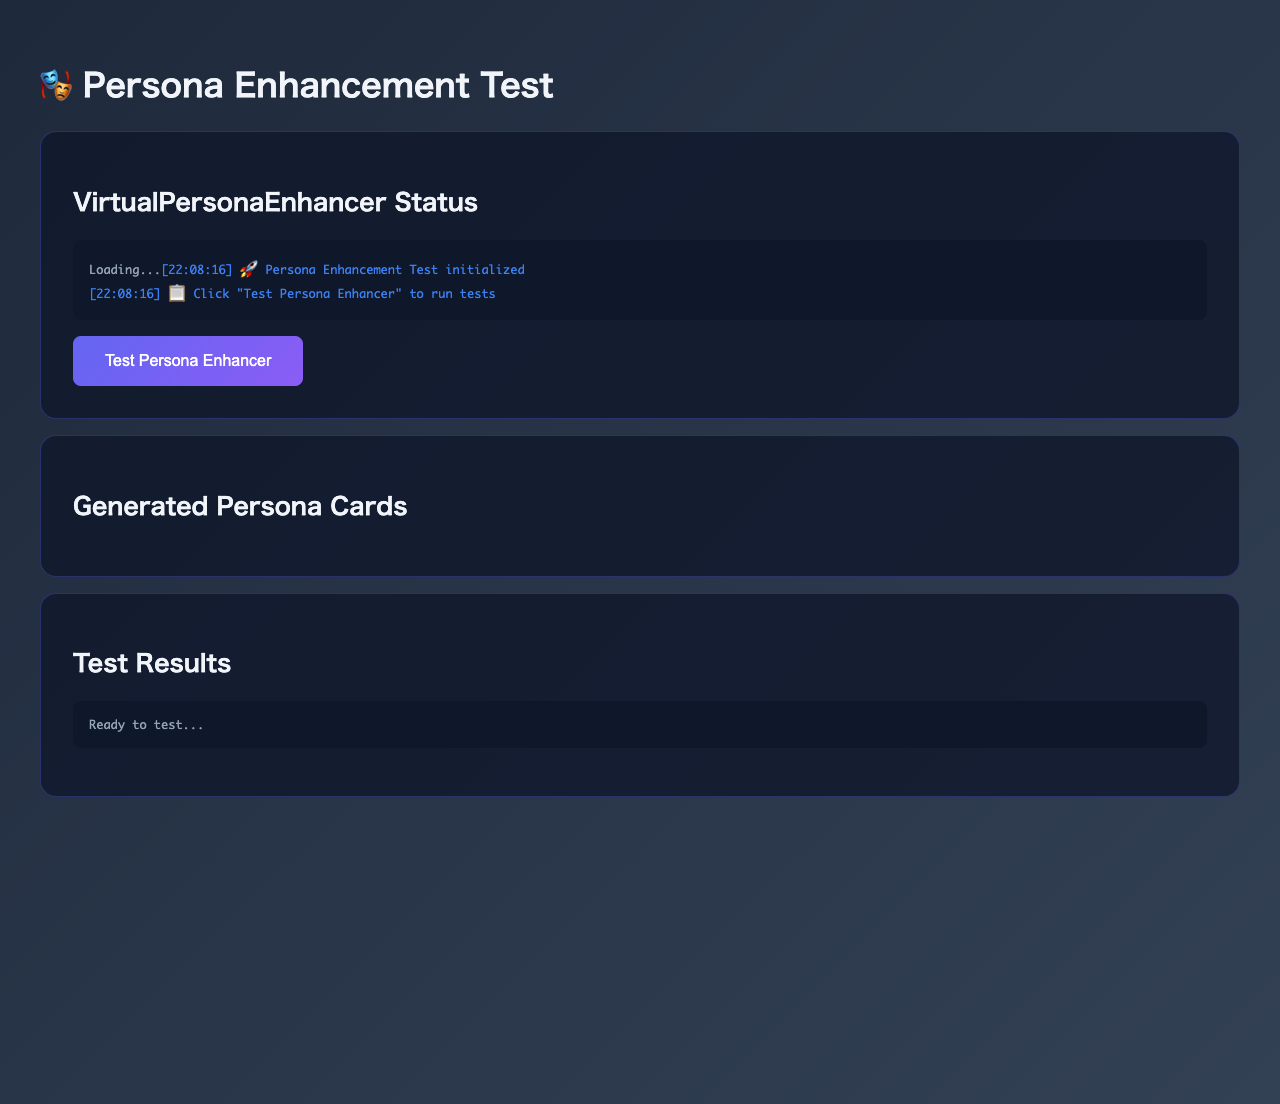 🎭 Persona Enhancement Test
VirtualPersonaEnhancer Status
Loading...[22:08:16] 🚀 Persona Enhancement Test initialized
[22:08:16] 📋 Click "Test Persona Enhancer" to run tests
Test Persona Enhancer
Generated Persona Cards
Test Results
Ready to test...